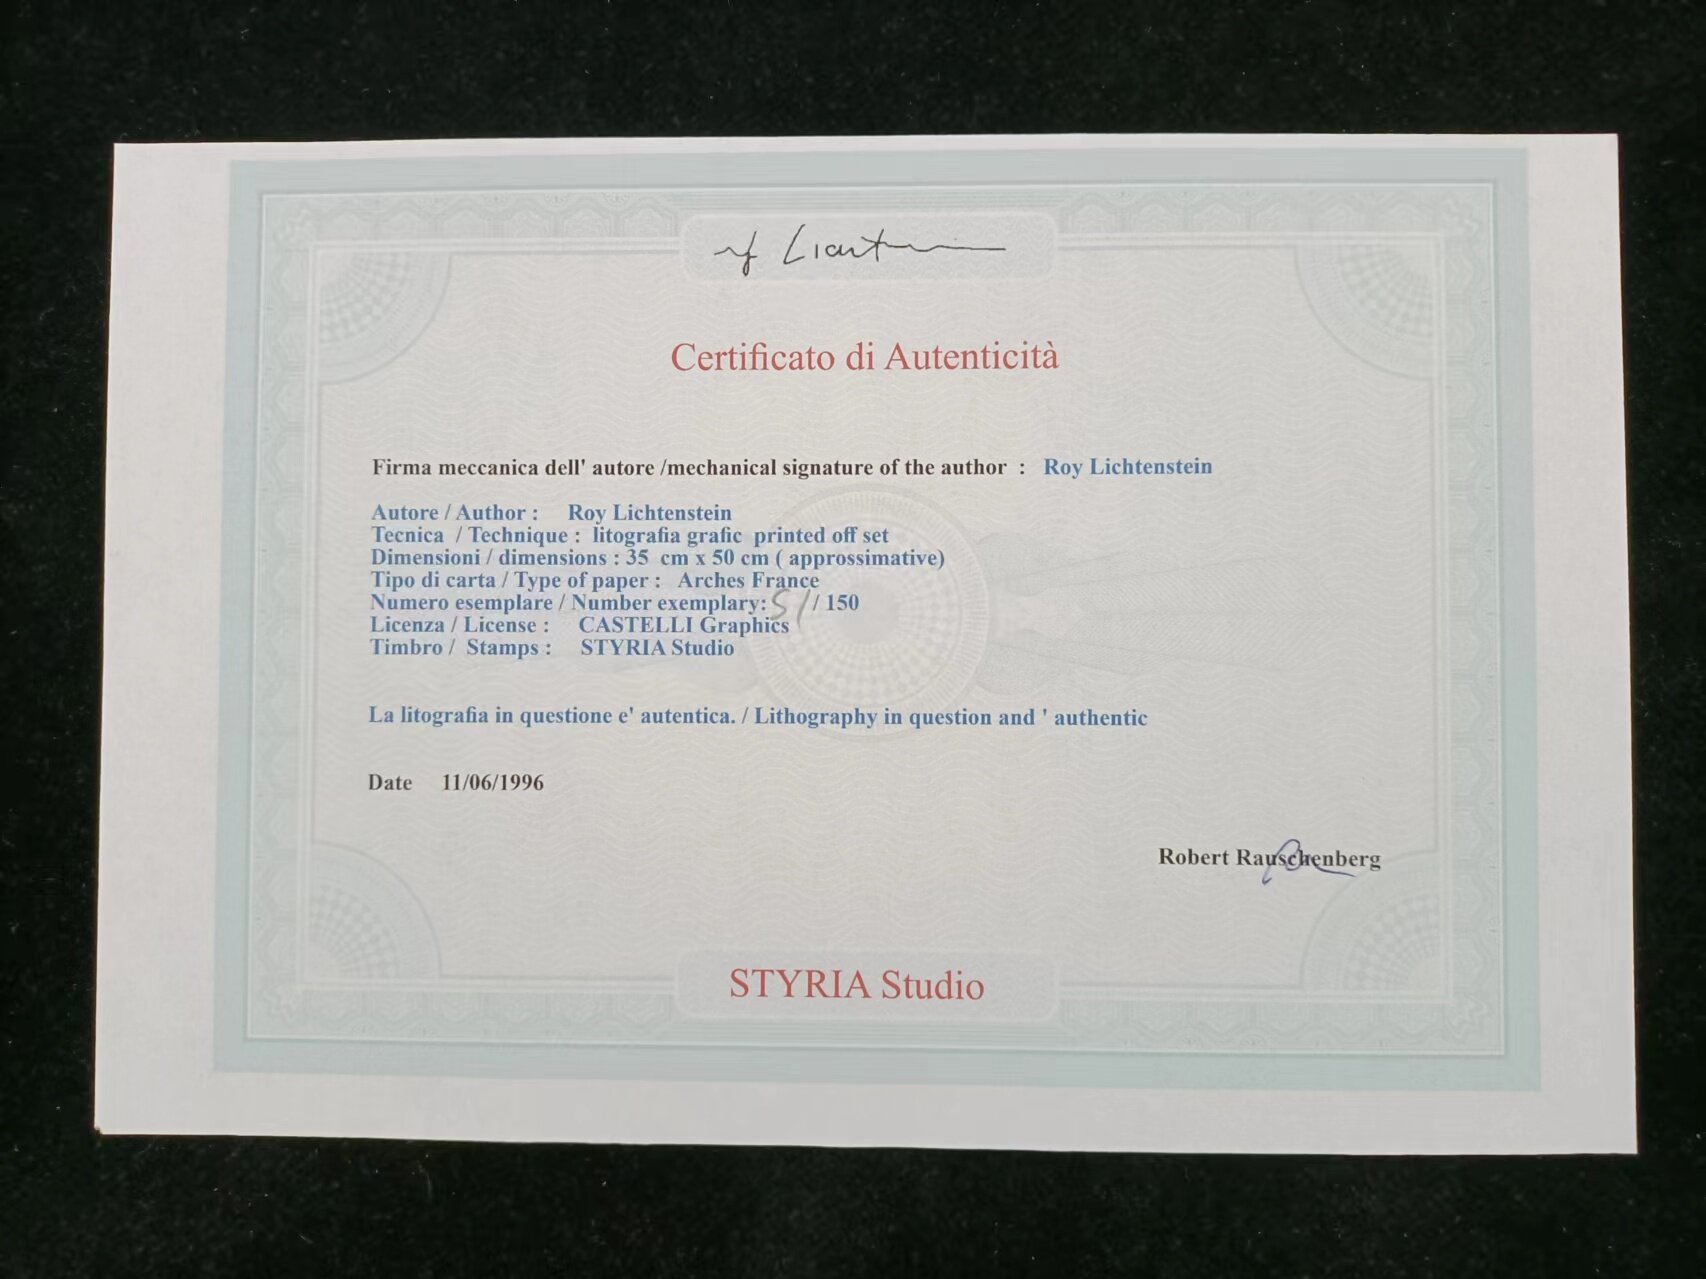 Certificato di Autenticità
Firma meccanica dell' autore /mechanical signature of the author : Roy Lichtenstein
Autore / Author : Roy Lichtenstein
Tecnica / Technique : litografia grafic printed off set
Dimensioni / dimensions : 35 cm x 50 cm ( approssimative)
Tipo di carta / Type of paper : Arches France
Numero esemplare / Number exemplary: 51 / 150
Licenza / License : CASTELLI Graphics
Timbro / Stamps : STYRIA Studio
La litografia in questione e' autentica. / Lithography in question and ' authentic
Date 11/06/1996
Robert Rauschenberg
STYRIA Studio